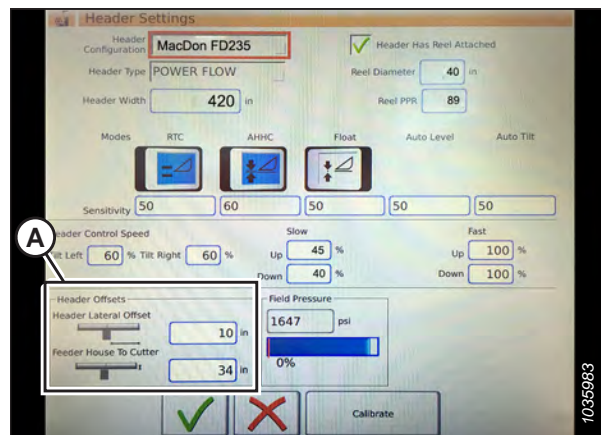 Header Settings
Header Configuration MacDon FD235
Header Has Reel Attached
Header Type POWER FLOW
Reel Diameter 40 in
Header Width 420 in
Reel PPR 89
Modes RTC AHHC Float Auto Level Auto Tilt
Sensitivity 50 60 50 50 50
Header Control Speed
Slow
Fast
Tilt Left 60 % Tilt Right 60 %
Up 45 %
Up 100 %
Down 40 %
Down 100 %
A
Header Offsets
Header Lateral Offset
10 in
Feeder House To Cutter
34 in
Field Pressure
1647 psi
0%
Calibrate
1035983